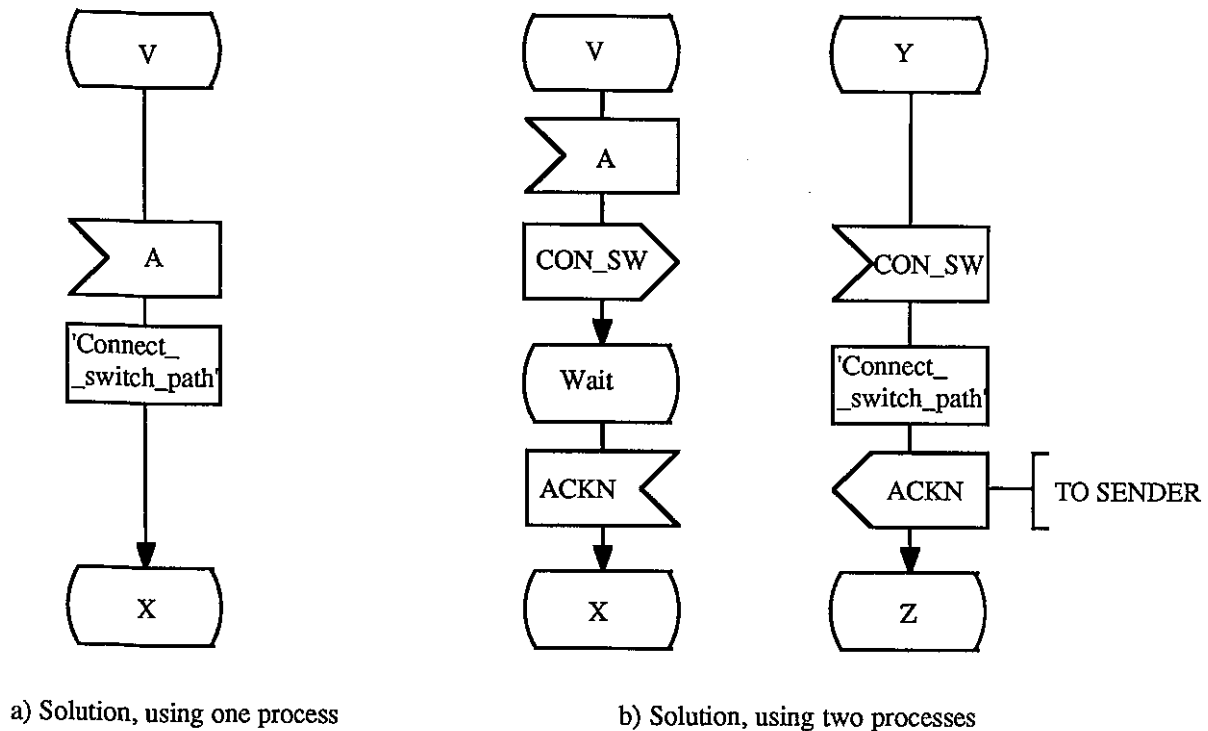 V
A
'Connect_
_switch_path'
X
a) Solution, using one process
V
A
CON_SW
Wait
ACKN
X
Y
CON_SW
'Connect_
_switch_path'
ACKN
TO SENDER
Z
b) Solution, using two processes